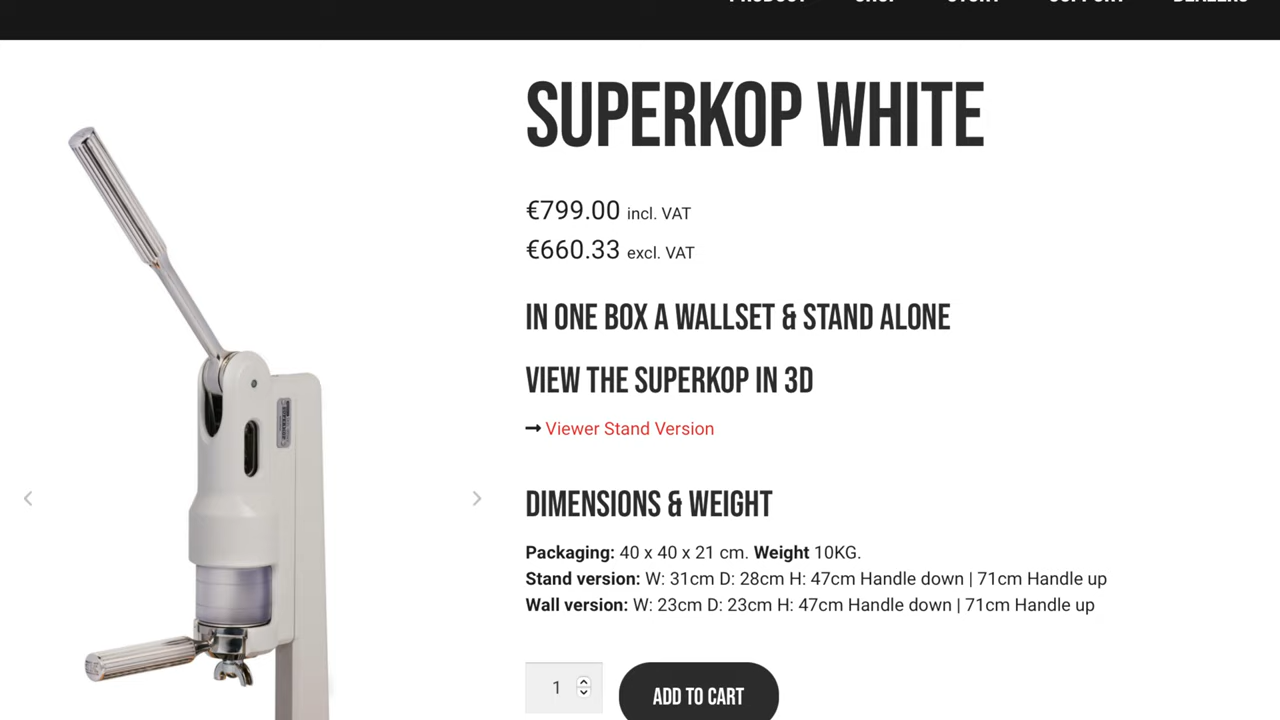 SUPERKOP WHITE
€799.00 incl. VAT
€660.33 excl. VAT
IN ONE BOX A WALLSET & STAND ALONE
VIEW THE SUPERKOP IN 3D
→ Viewer Stand Version
DIMENSIONS & WEIGHT
Packaging: 40 x 40 x 21 cm. Weight 10KG.
Stand version: W: 31cm D: 28cm H: 47cm Handle down | 71cm Handle up
Wall version: W: 23cm D: 23cm H: 47cm Handle down | 71cm Handle up
1
ADD TO CART